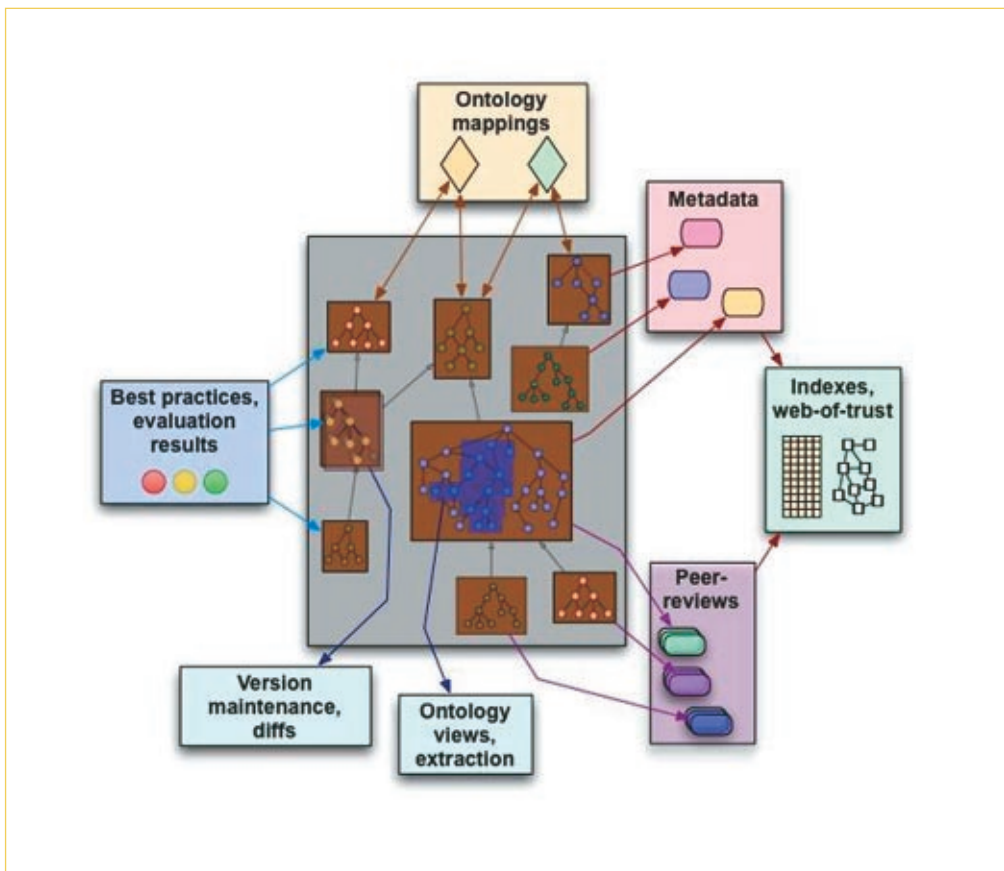 Ontology
mappings
Metadata
Best practices,
evaluation
results
Indexes,
web-of-trust
Peer-
reviews
Version
maintenance,
diffs
Ontology
views,
extraction